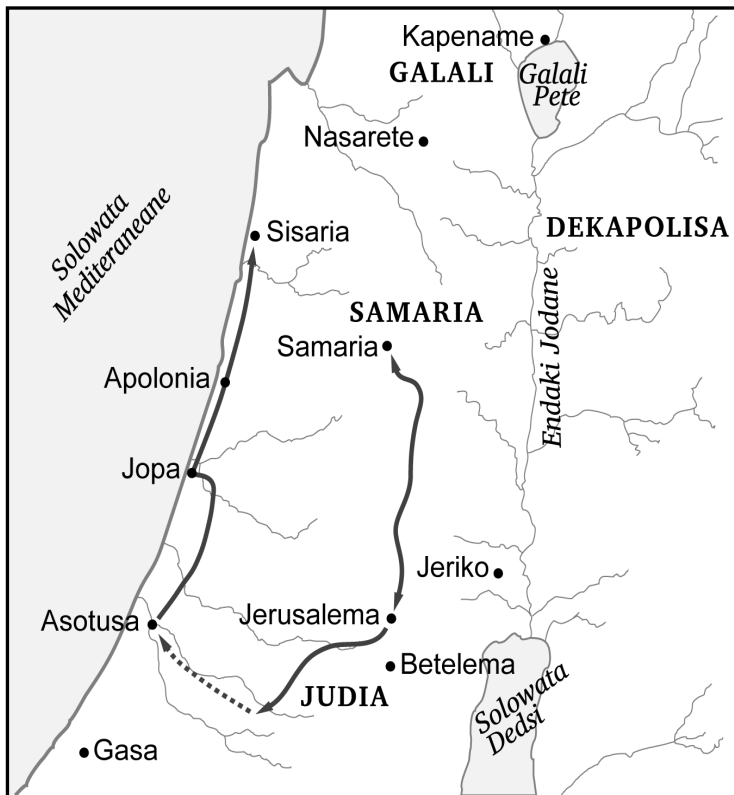 Kapename
GALALI
Galali
Pete
Nasarete
Solowata
Mediteraneane
Sisaria
DEKAPOLISA
SAMARIA
Samaria
Endaki Jodane
Apolonia
Jopa
Jeriko
Asotusa
Jerusalema
Betelema
JUDIA
Solowata
Dedsi
Gasa